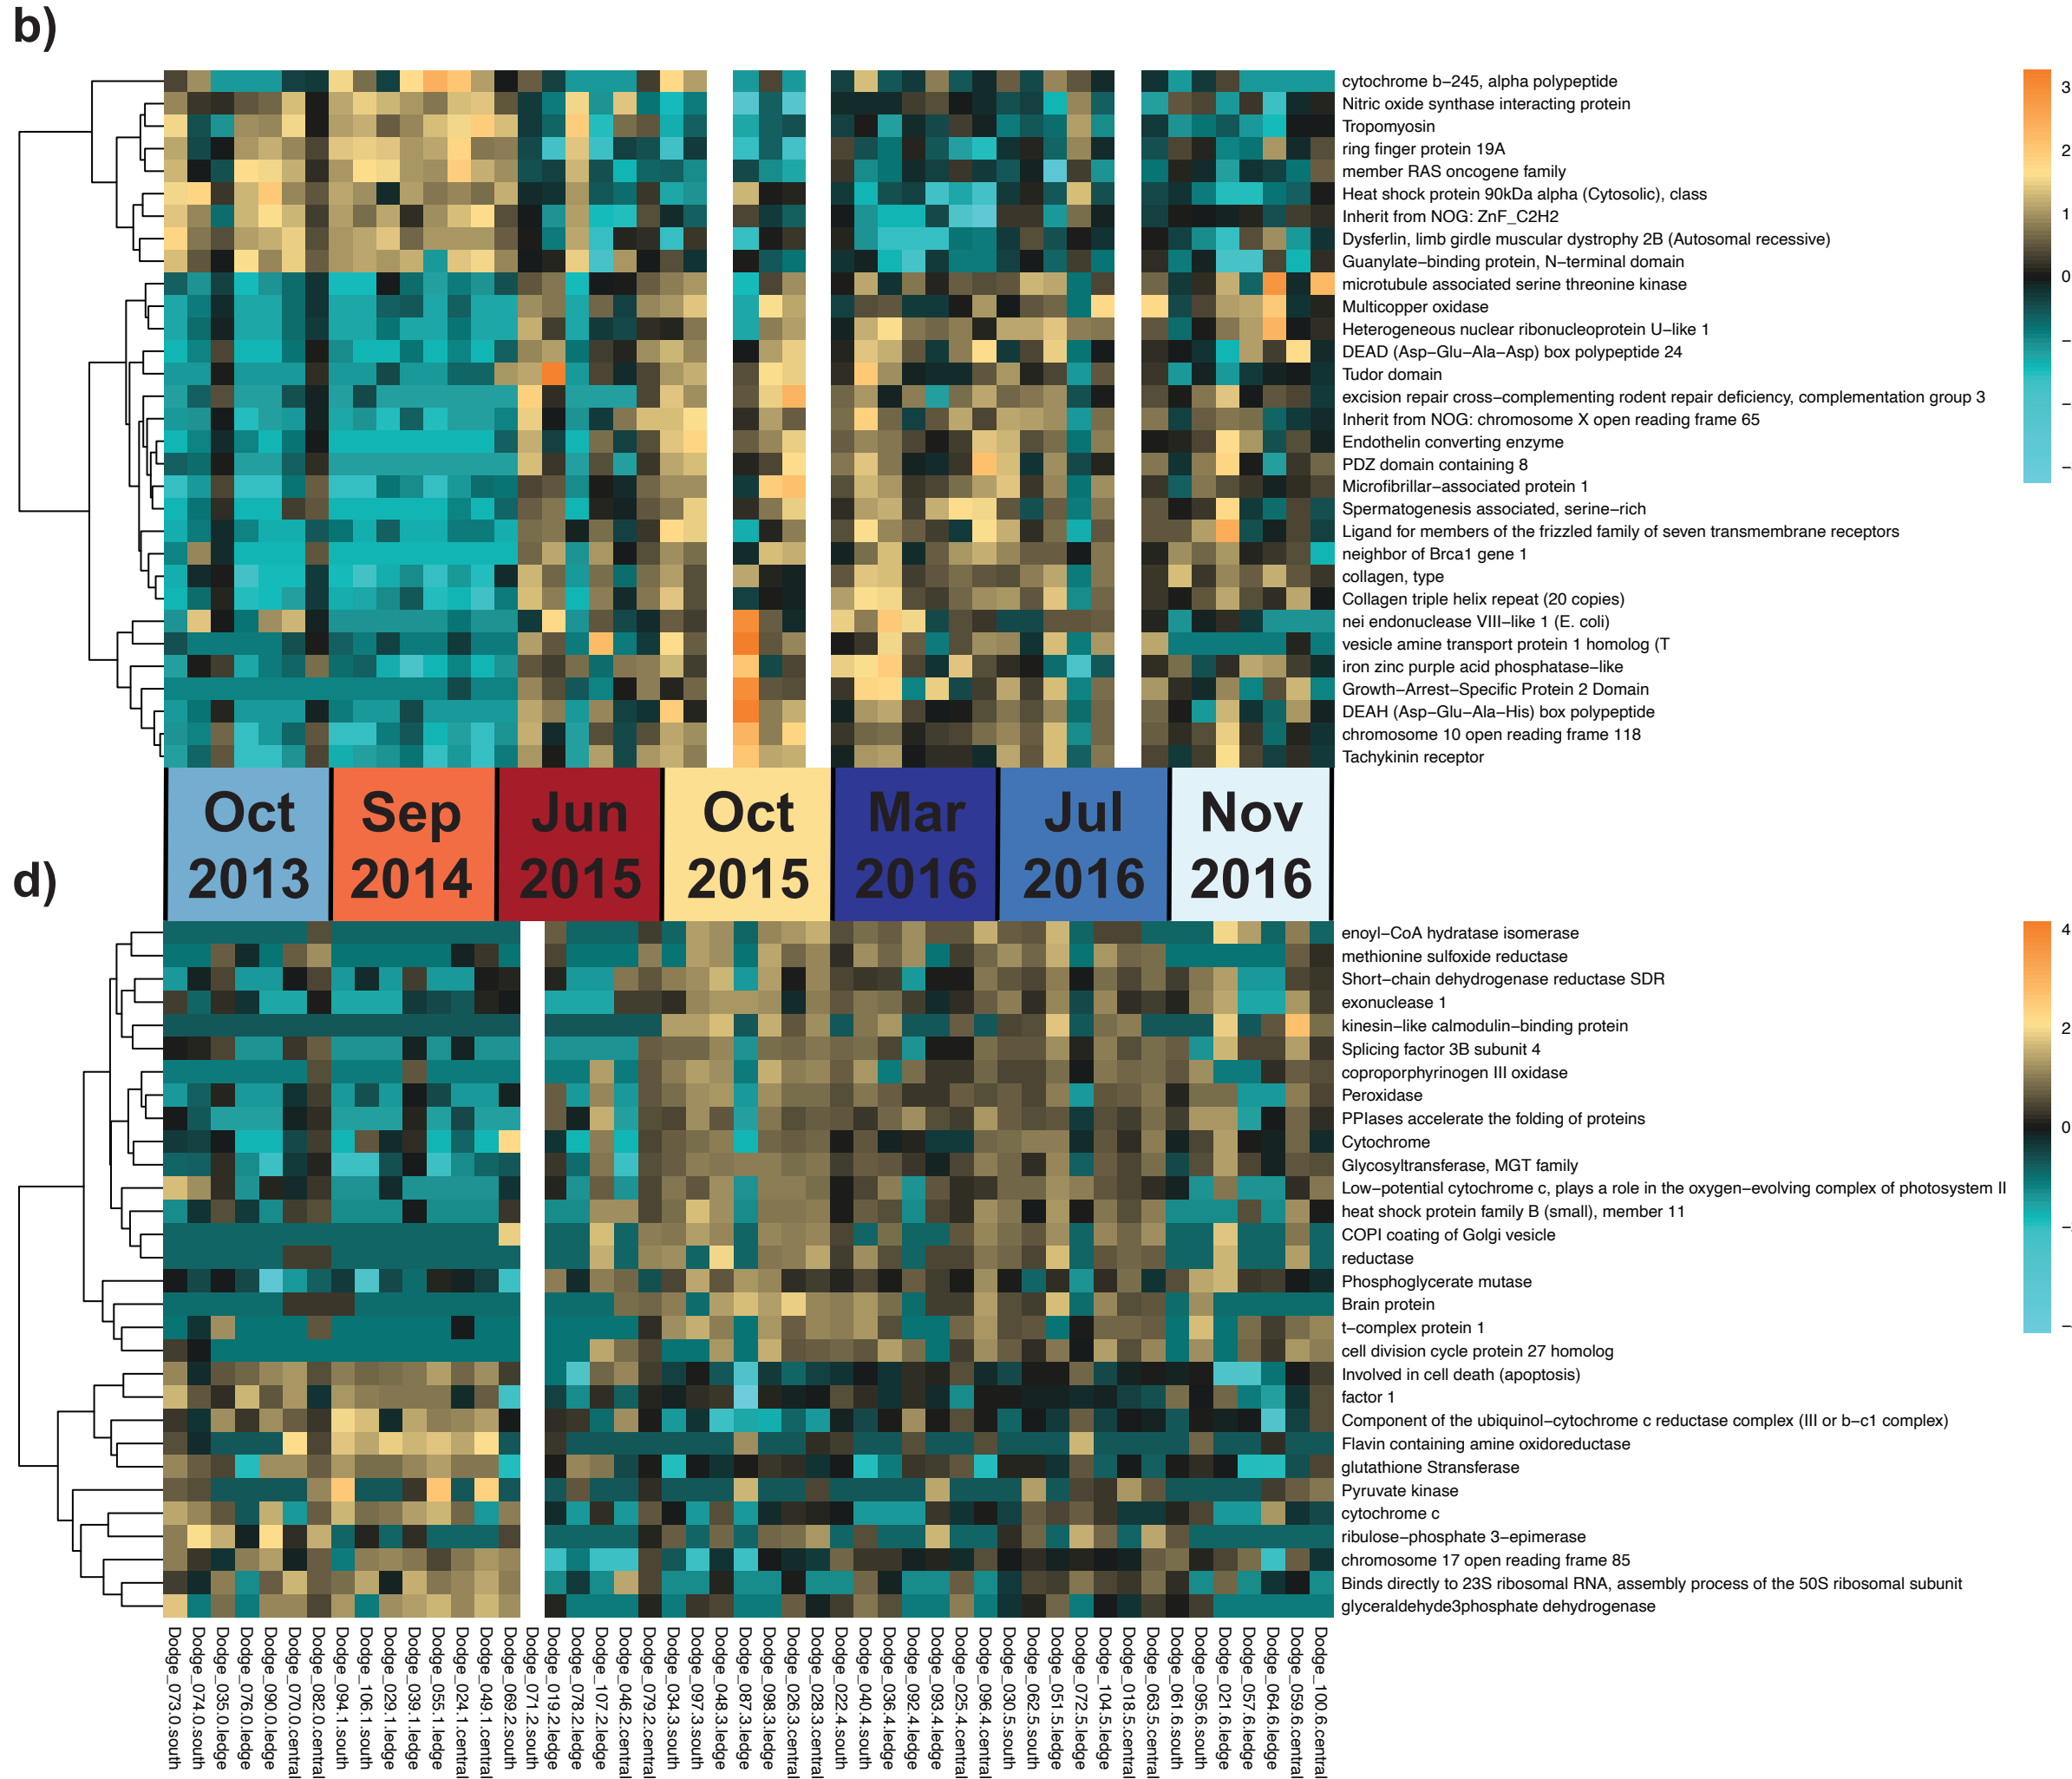 b)
cytochrome b−245, alpha polypeptide
Nitric oxide synthase interacting protein
Tropomyosin
ring finger protein 19A
member RAS oncogene family
Heat shock protein 90kDa alpha (Cytosolic), class
Inherit from NOG: ZnF_C2H2
Dysferlin, limb girdle muscular dystrophy 2B (Autosomal recessive)
Guanylate−binding protein, N−terminal domain
microtubule associated serine threonine kinase
Multicopper oxidase
Heterogeneous nuclear ribonucleoprotein U−like 1
DEAD (Asp−Glu−Ala−Asp) box polypeptide 24
Tudor domain
excision repair cross−complementing rodent repair deficiency, complementation group 3
Inherit from NOG: chromosome X open reading frame 65
Endothelin converting enzyme
PDZ domain containing 8
Microfibrillar−associated protein 1
Spermatogenesis associated, serine−rich
Ligand for members of the frizzled family of seven transmembrane receptors
neighbor of Brca1 gene 1
collagen, type
Collagen triple helix repeat (20 copies)
nei endonuclease VIII−like 1 (E. coli)
vesicle amine transport protein 1 homolog (T
iron zinc purple acid phosphatase−like
Growth−Arrest−Specific Protein 2 Domain
DEAH (Asp−Glu−Ala−His) box polypeptide
chromosome 10 open reading frame 118
Tachykinin receptor
3
2
1
0
−
−
−
Oct 2013
Sep 2014
Jun 2015
Oct 2015
Mar 2016
Jul 2016
Nov 2016
d)
enoyl−CoA hydratase isomerase
methionine sulfoxide reductase
Short−chain dehydrogenase reductase SDR
exonuclease 1
kinesin−like calmodulin−binding protein
Splicing factor 3B subunit 4
coproporphyrinogen III oxidase
Peroxidase
PPIases accelerate the folding of proteins
Cytochrome
Glycosyltransferase, MGT family
Low−potential cytochrome c, plays a role in the oxygen−evolving complex of photosystem II
heat shock protein family B (small), member 11
COPI coating of Golgi vesicle
reductase
Phosphoglycerate mutase
Brain protein
t−complex protein 1
cell division cycle protein 27 homolog
Involved in cell death (apoptosis)
factor 1
Component of the ubiquinol−cytochrome c reductase complex (III or b−c1 complex)
Flavin containing amine oxidoreductase
glutathione Stransferase
Pyruvate kinase
cytochrome c
ribulose−phosphate 3−epimerase
chromosome 17 open reading frame 85
Binds directly to 23S ribosomal RNA, assembly process of the 50S ribosomal subunit
glyceraldehyde3phosphate dehydrogenase
4
2
0
−
−
Dodge_073.0.south
Dodge_074.0.south
Dodge_035.0.ledge
Dodge_076.0.ledge
Dodge_090.0.ledge
Dodge_070.0.central
Dodge_082.0.central
Dodge_094.1.south
Dodge_106.1.south
Dodge_029.1.ledge
Dodge_039.1.ledge
Dodge_055.1.ledge
Dodge_024.1.central
Dodge_049.1.central
Dodge_069.2.south
Dodge_071.2.south
Dodge_019.2.ledge
Dodge_078.2.ledge
Dodge_107.2.ledge
Dodge_046.2.central
Dodge_079.2.central
Dodge_034.3.south
Dodge_097.3.south
Dodge_048.3.ledge
Dodge_087.3.ledge
Dodge_098.3.ledge
Dodge_026.3.central
Dodge_028.3.central
Dodge_022.4.south
Dodge_040.4.south
Dodge_036.4.ledge
Dodge_092.4.ledge
Dodge_093.4.ledge
Dodge_025.4.central
Dodge_096.4.central
Dodge_030.5.south
Dodge_062.5.south
Dodge_051.5.ledge
Dodge_072.5.ledge
Dodge_104.5.ledge
Dodge_018.5.central
Dodge_063.5.central
Dodge_061.6.south
Dodge_095.6.south
Dodge_021.6.ledge
Dodge_057.6.ledge
Dodge_064.6.ledge
Dodge_059.6.central
Dodge_100.6.central